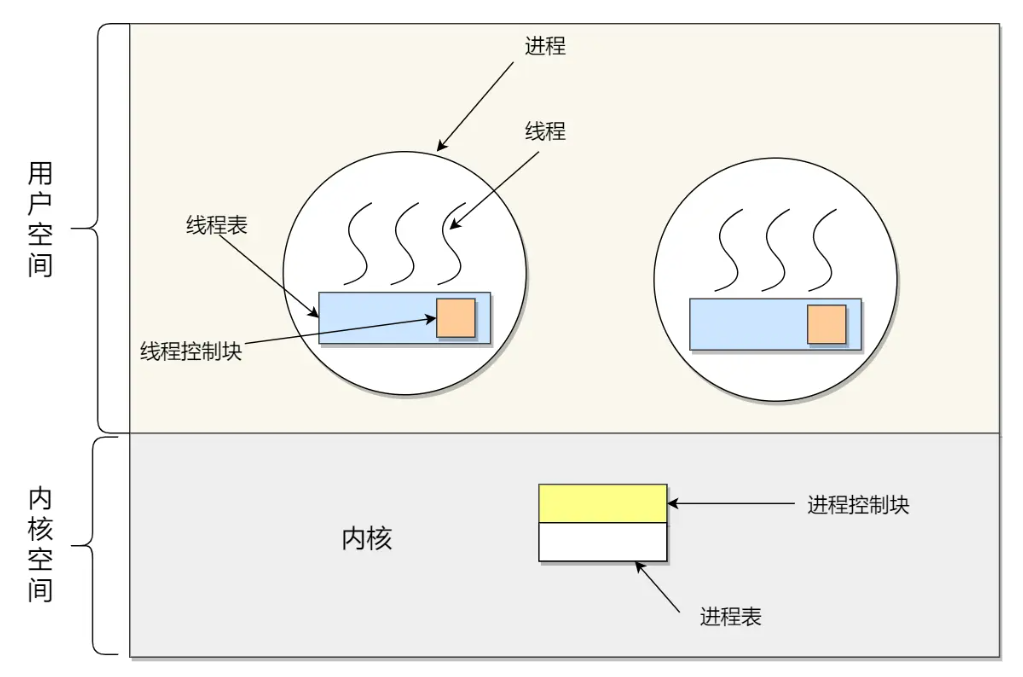 进程
线程
用户空间
线程表
线程控制块
内核空间
内核
进程控制块
进程表